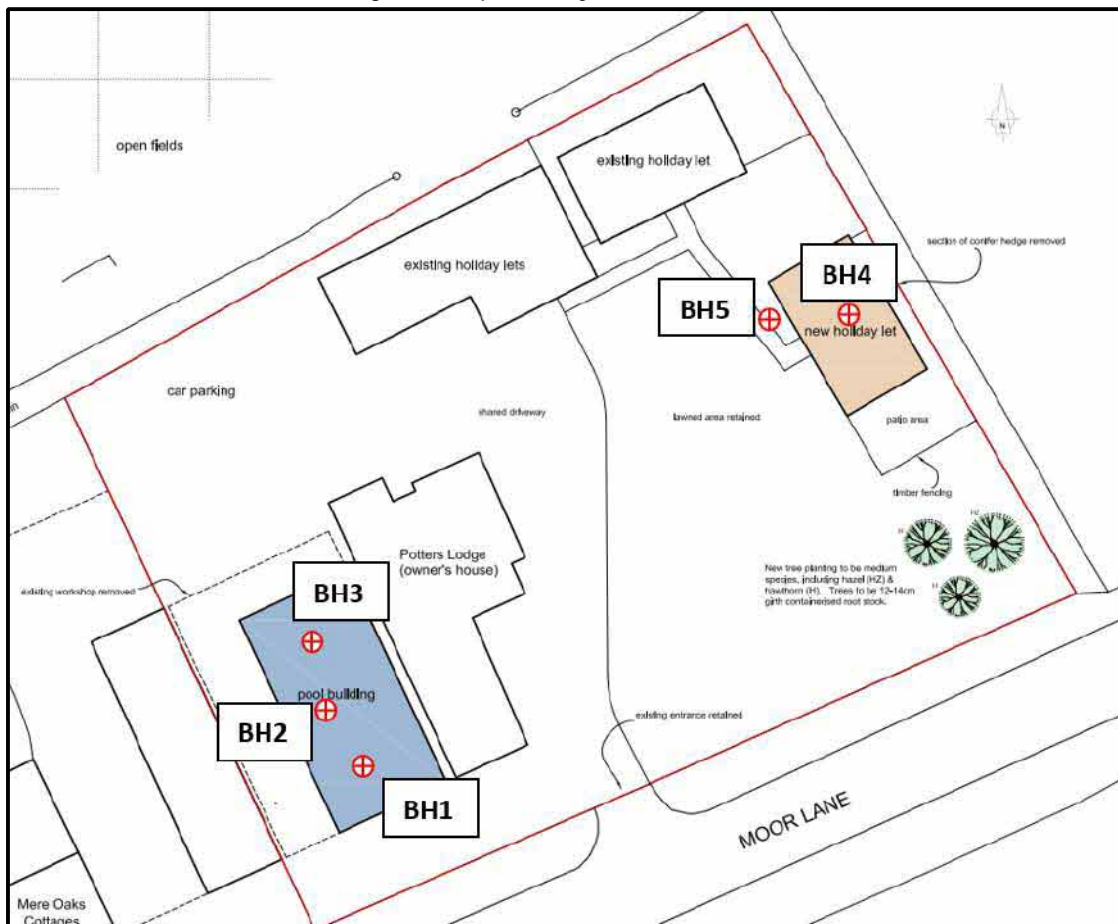 open fields
existing holiday let
N
section of conifer hedge removed
existing holiday lets
BH4
BH5
new holiday let
car parking
shared driveway
lawned area retained
patio area
timber fencing
Potters Lodge
(owner's house)
HZ
H
New tree planting to be medium
species, including hazel (HZ) &
hawthorn (H). Trees to be 12-14cm
girth containerised root stock.
H
existing workshop removed
BH3
pool building
BH2
existing entrance retained
BH1
MOOR LANE
Mere Oaks
Cottages